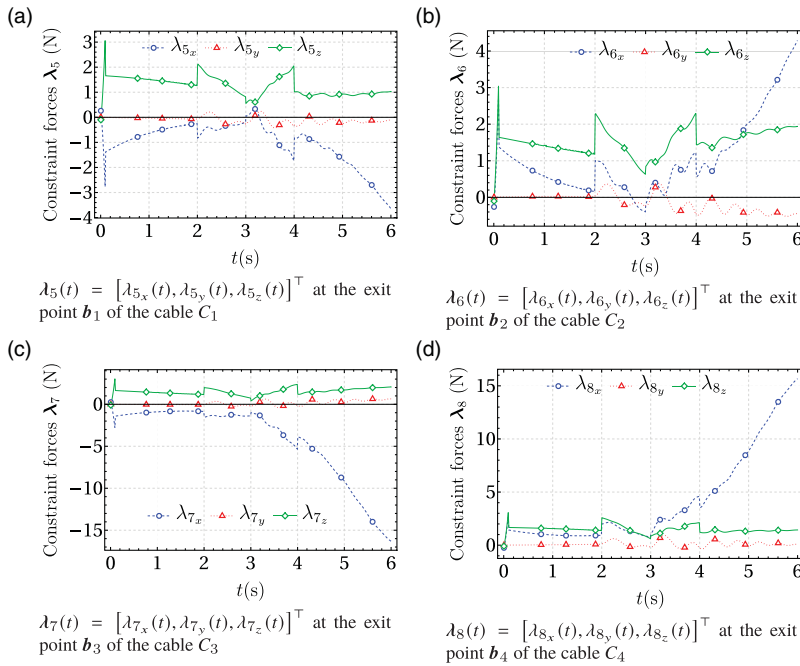 (a)
Constraint forces λ₅ (N)
λ₅ₓ λ₅y λ₅z
3
2
1
0
−1
−2
−3
−4
0 1 2 3 4 5 6
t(s)
λ₅(t) = [λ₅ₓ(t), λ₅y(t), λ₅z(t)]⊤ at the exit
point b₁ of the cable C₁
(b)
Constraint forces λ₆ (N)
λ₆ₓ λ₆y λ₆z
4
3
2
1
0
0 1 2 3 4 5 6
t(s)
λ₆(t) = [λ₆ₓ(t), λ₆y(t), λ₆z(t)]⊤ at the exit
point b₂ of the cable C₂
(c)
Constraint forces λ₇ (N)
0
−5
−10
−15
λ₇ₓ λ₇y λ₇z
0 1 2 3 4 5 6
t(s)
λ₇(t) = [λ₇ₓ(t), λ₇y(t), λ₇z(t)]⊤ at the exit
point b₃ of the cable C₃
(d)
Constraint forces λ₈ (N)
λ₈ₓ λ₈y λ₈z
15
10
5
0
0 1 2 3 4 5 6
t(s)
λ₈(t) = [λ₈ₓ(t), λ₈y(t), λ₈z(t)]⊤ at the exit
point b₄ of the cable C₄